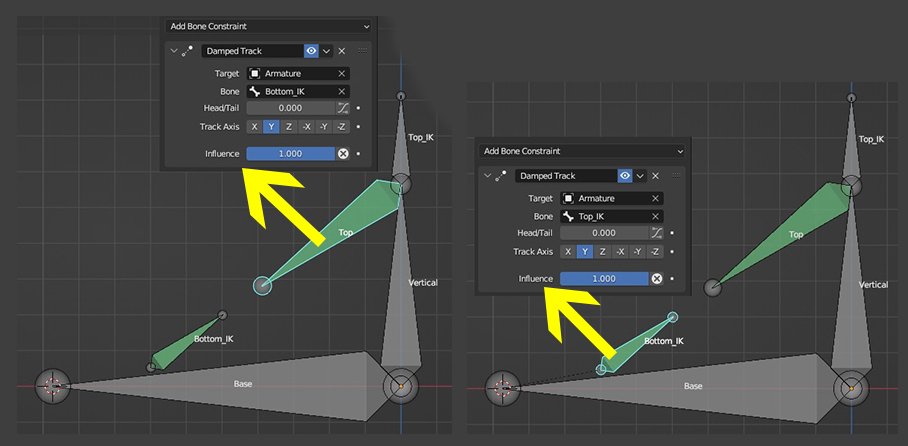 Add Bone Constraint
Damped Track
Target Armature
Bone Bottom_IK
Head/Tail 0.000
Track Axis X Y Z -X -Y -Z
Influence 1.000
Top_IK
Top
Vertical
Bottom_IK
Base
Add Bone Constraint
Damped Track
Target Armature
Bone Top_IK
Head/Tail 0.000
Track Axis X Y Z -X -Y -Z
Influence 1.000
Top_IK
Top
Vertical
Bottom_IK
Base